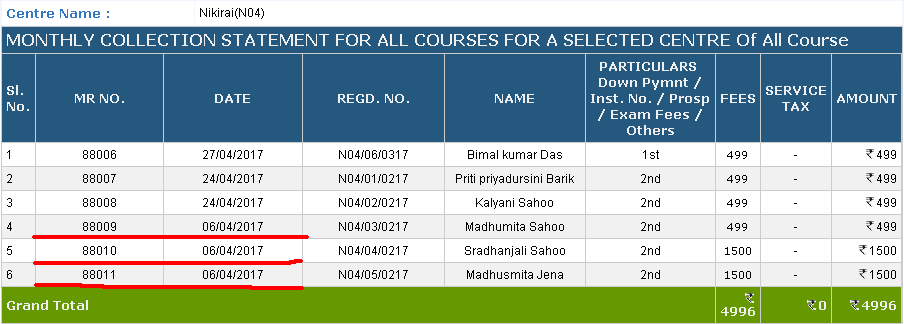 Centre Name : Nikirai(N04)
MONTHLY COLLECTION STATEMENT FOR ALL COURSES FOR A SELECTED CENTRE Of All Course
Sl. No. MR NO. DATE REGD. NO. NAME PARTICULARS Down Pymnt / Inst. No. / Prosp / Exam Fees / Others FEES SERVICE TAX AMOUNT
1 88006 27/04/2017 N04/06/0317 Bimal kumar Das 1st 499 - ₹499
2 88007 24/04/2017 N04/01/0217 Priti priyadursini Barik 2nd 499 - ₹499
3 88008 24/04/2017 N04/02/0217 Kalyani Sahoo 2nd 499 - ₹499
4 88009 06/04/2017 N04/03/0217 Madhumita Sahoo 2nd 499 - ₹499
5 88010 06/04/2017 N04/04/0217 Sradhanjali Sahoo 2nd 1500 - ₹1500
6 88011 06/04/2017 N04/05/0217 Madhusmita Jena 2nd 1500 - ₹1500
Grand Total ₹ 4996 ₹0 ₹4996